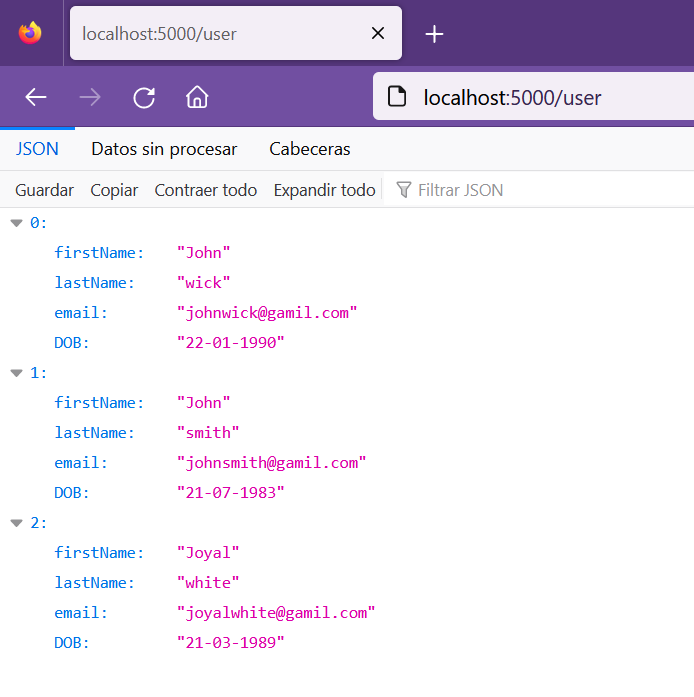 localhost:5000/user
localhost:5000/user
JSON Datos sin procesar Cabeceras
Guardar Copiar Contraer todo Expandir todo Filtrar JSON
0:
firstName: "John"
lastName: "wick"
email: "johnwick@gamil.com"
DOB: "22-01-1990"
1:
firstName: "John"
lastName: "smith"
email: "johnsmith@gamil.com"
DOB: "21-07-1983"
2:
firstName: "Joyal"
lastName: "white"
email: "joyalwhite@gamil.com"
DOB: "21-03-1989"